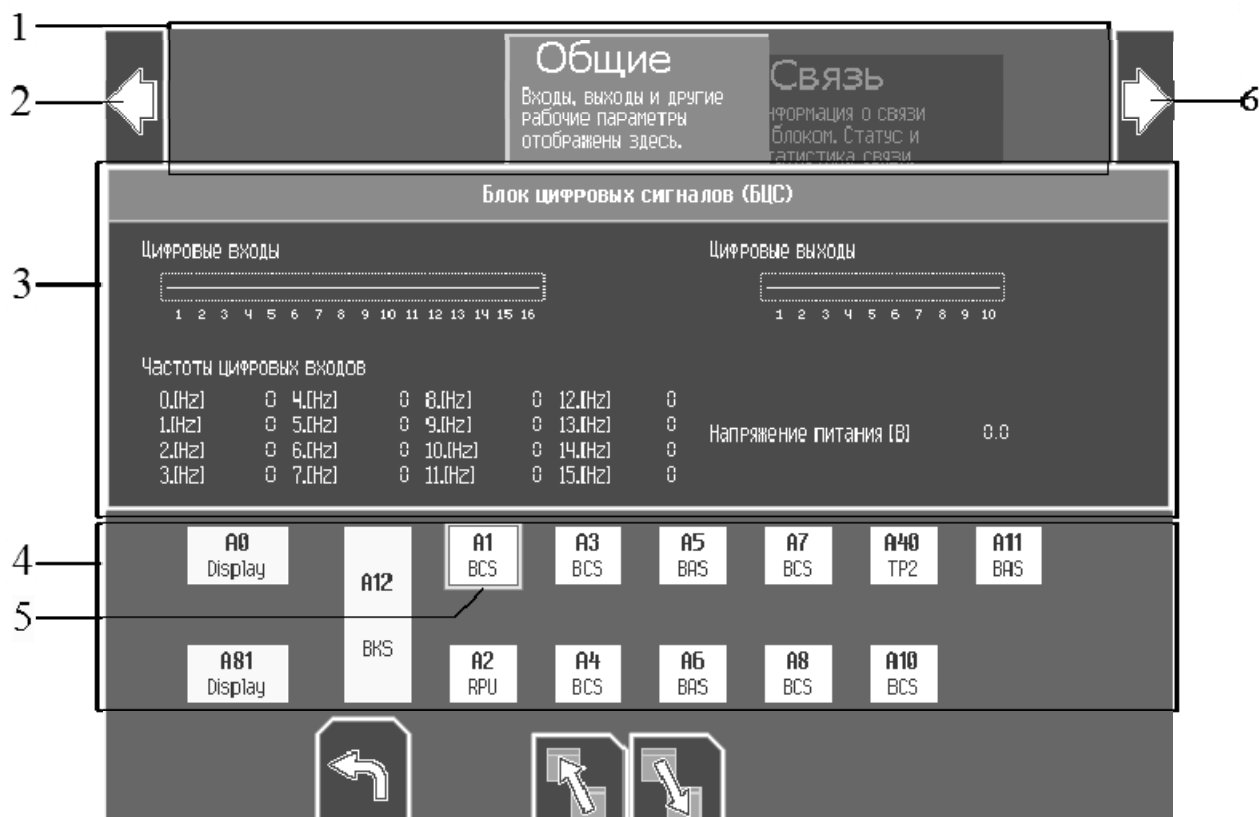 1
Общие
Связь
2
6
Входы, выходы и другие
рабочие параметры
отображены здесь.
нформация о связи
блоком. Статус и
татистика связи.
Блок цифровых сигналов (БЦС)
3
Цифровые входы
Цифровые выходы
1 2 3 4 5 6 7 8 9 10 11 12 13 14 15 16
1 2 3 4 5 6 7 8 9 10
Частоты цифровых входов
0.[Hz] 0 4.[Hz] 0 8.[Hz] 0 12.[Hz] 0
1.[Hz] 0 5.[Hz] 0 9.[Hz] 0 13.[Hz] 0
2.[Hz] 0 6.[Hz] 0 10.[Hz] 0 14.[Hz] 0
3.[Hz] 0 7.[Hz] 0 11.[Hz] 0 15.[Hz] 0
Напряжение питания [В] 0.0
4
5
A0
Display
A12
BKS
A1
BCS
A3
BCS
A5
BAS
A7
BCS
A40
TP2
A11
BAS
A81
Display
A2
RPU
A4
BCS
A6
BAS
A8
BCS
A10
BCS